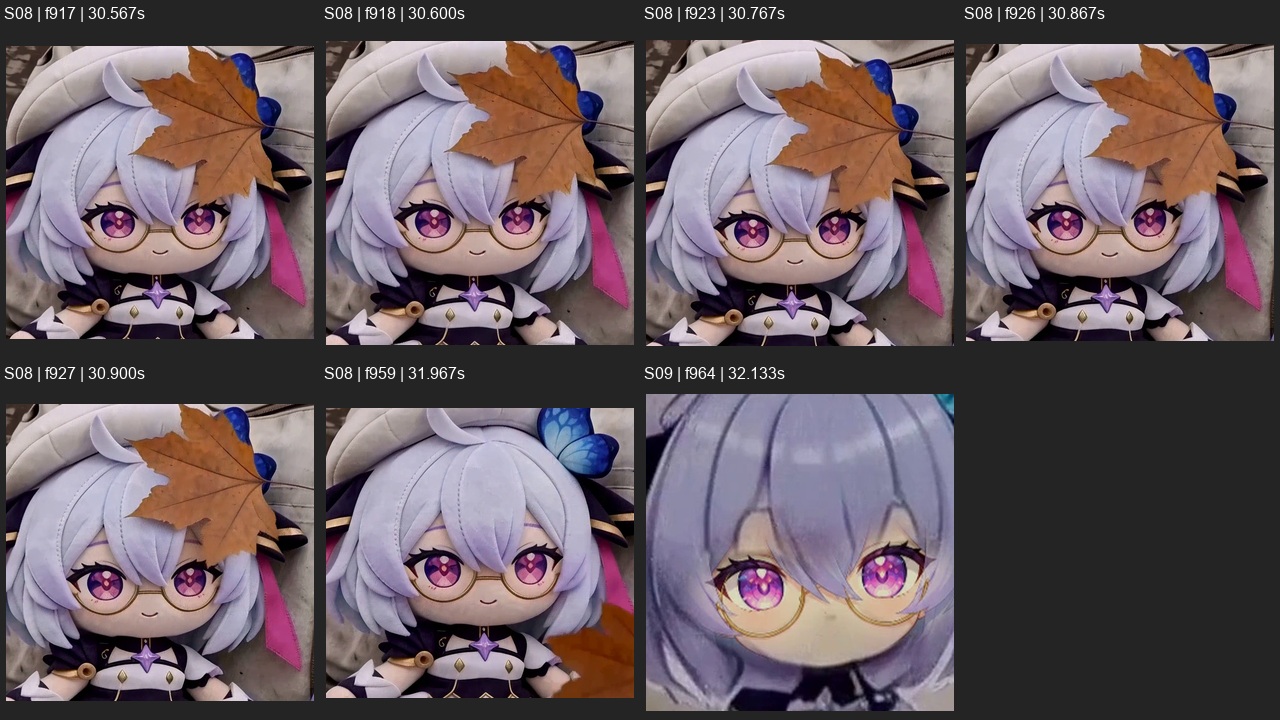 S08 | f917 | 30.567s
S08 | f918 | 30.600s
S08 | f923 | 30.767s
S08 | f926 | 30.867s
S08 | f927 | 30.900s
S08 | f959 | 31.967s
S09 | f964 | 32.133s